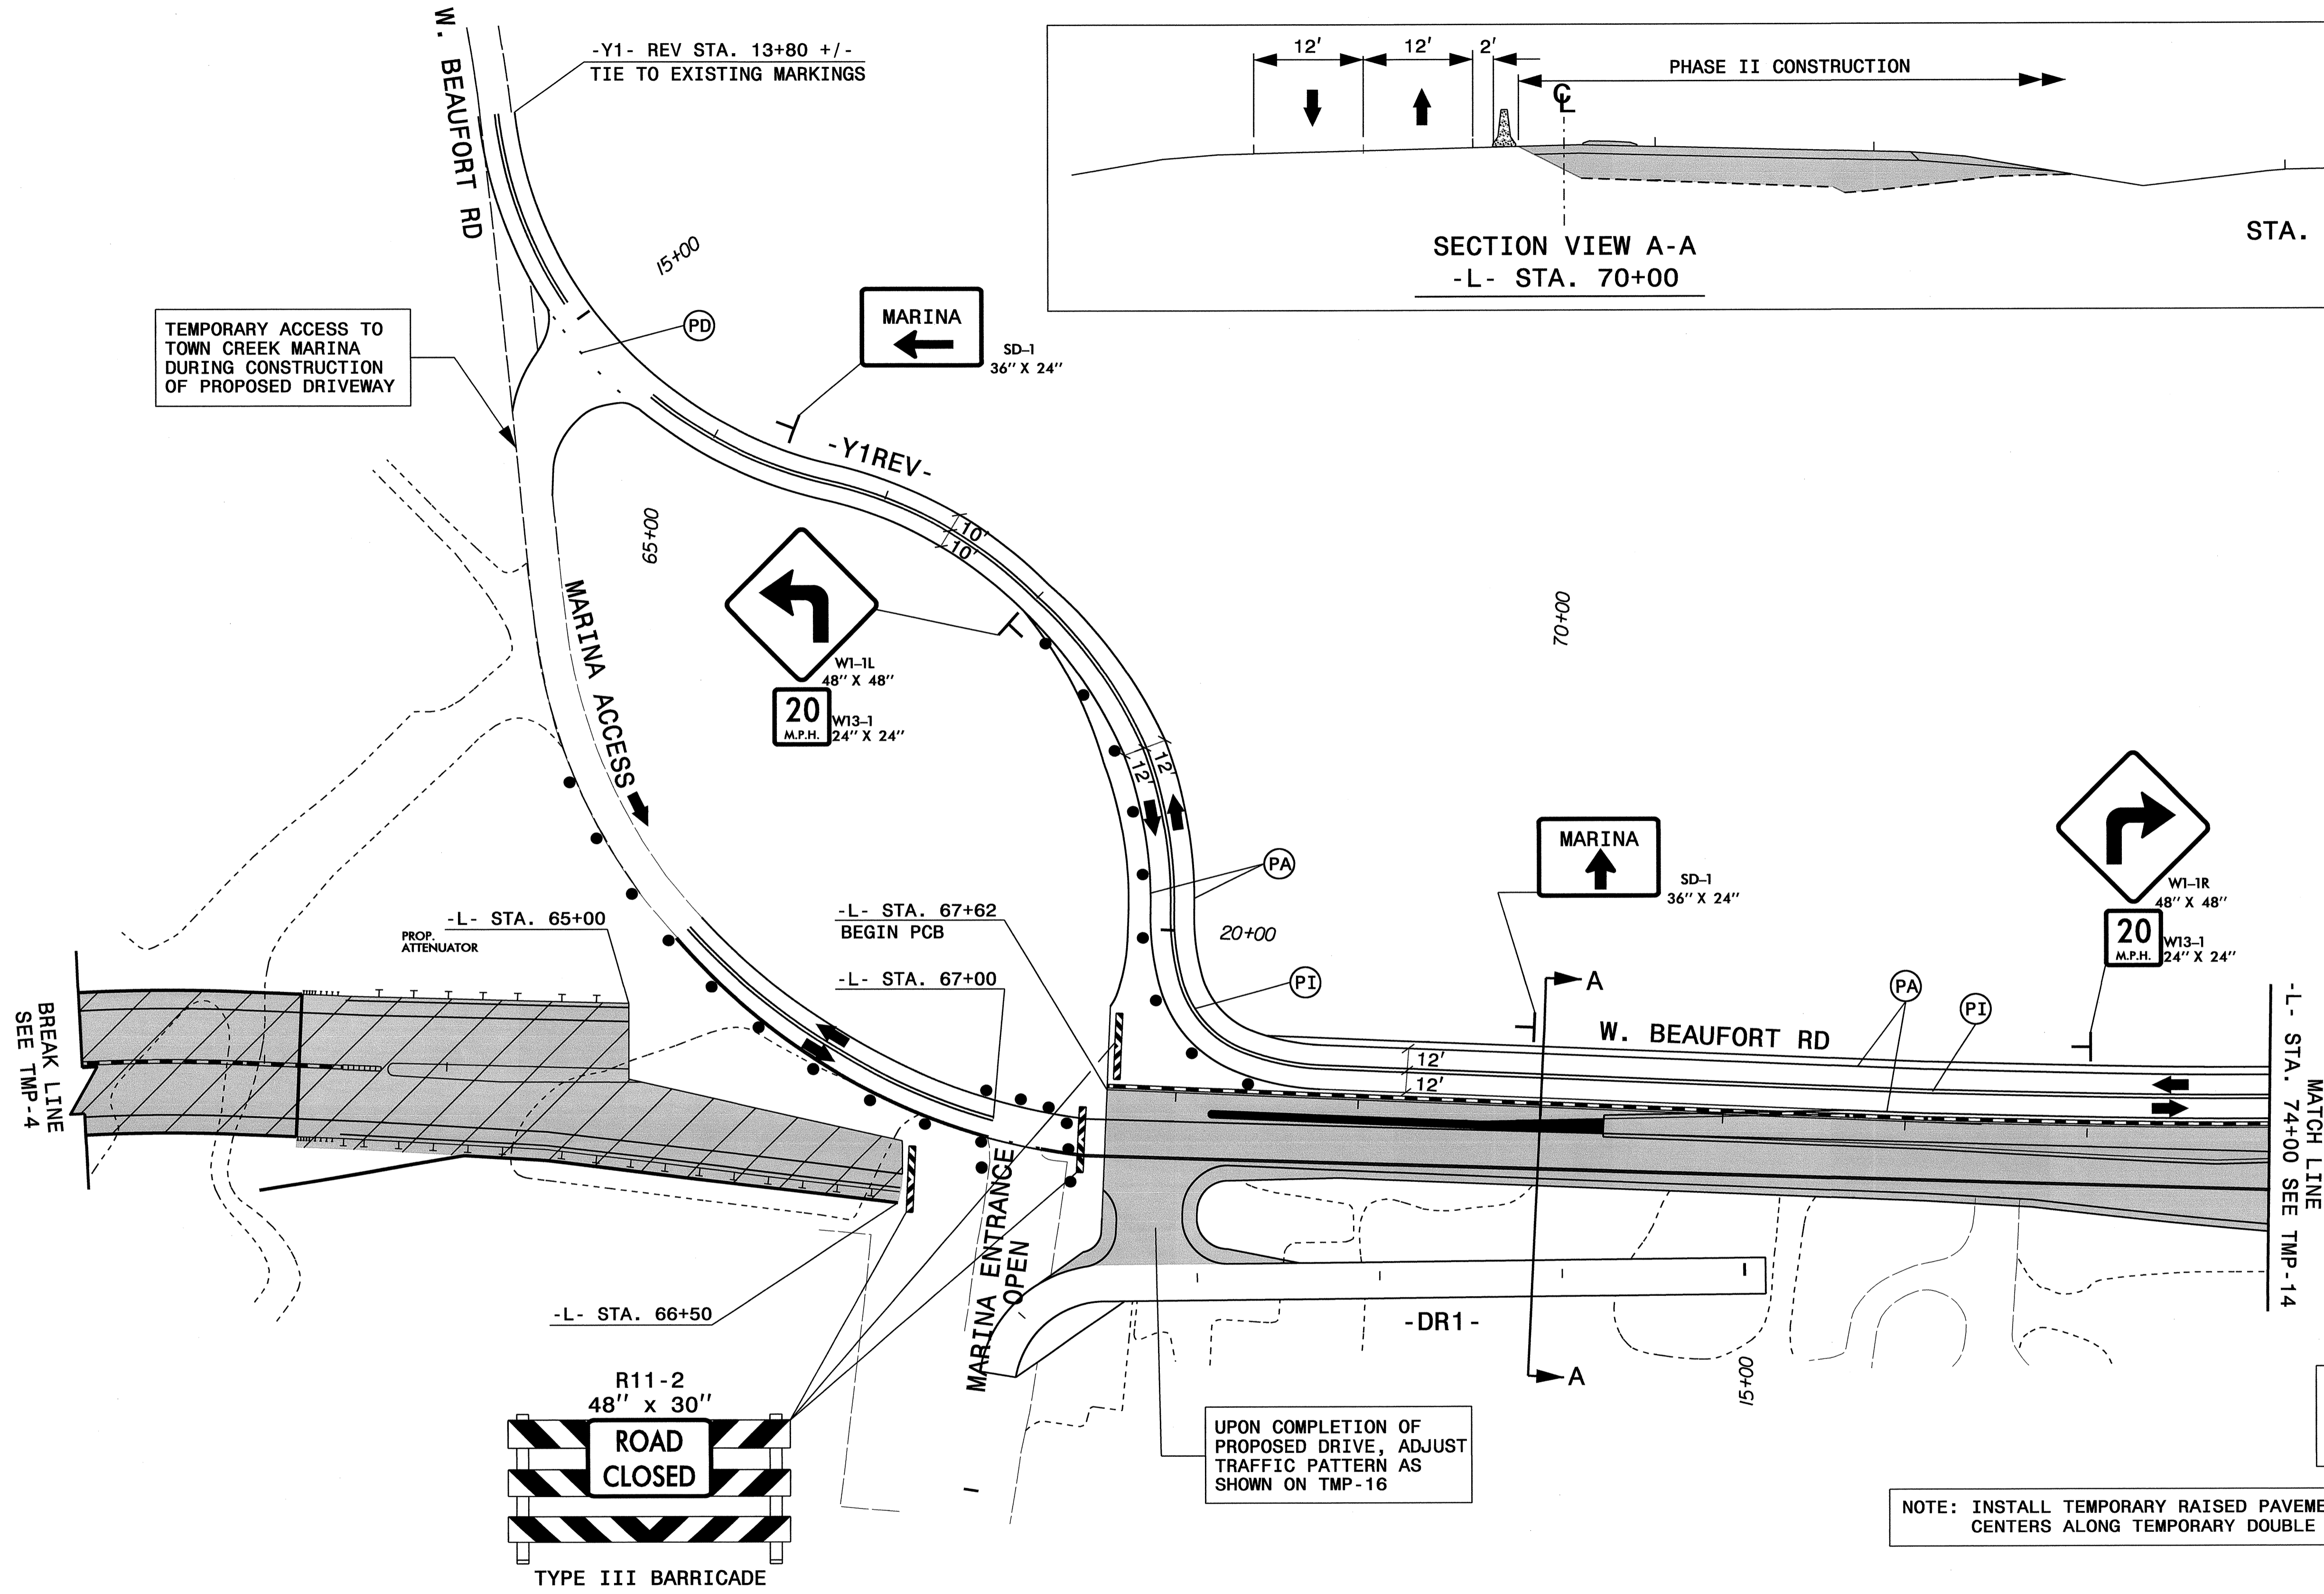 W. BEAUFORT RD
-Y1- REV STA. 13+80 +/-
TIE TO EXISTING MARKINGS
12'
12'
2'
PHASE II CONSTRUCTION
CL
SECTION VIEW A-A
-L- STA. 70+00
STA.
15+00
PD
TEMPORARY ACCESS TO
TOWN CREEK MARINA
DURING CONSTRUCTION
OF PROPOSED DRIVEWAY
MARINA
SD-1
36" X 24"
-Y1REV-
10'
10'
65+00
70+00
MARINA ACCESS
W1-1L
48" X 48"
20
M.P.H.
W13-1
24" X 24"
12'
12'
PA
MARINA
SD-1
36" X 24"
W1-1R
48" X 48"
20
M.P.H.
W13-1
24" X 24"
-L- STA. 65+00
PROP.
ATTENUATOR
-L- STA. 67+62
BEGIN PCB
-L- STA. 67+00
20+00
PI
A
PA
PI
W. BEAUFORT RD
12'
12'
BREAK LINE
SEE TMP-4
MATCH LINE
-L- STA. 74+00 SEE TMP-14
MARINA ENTRANCE
OPEN
-L- STA. 66+50
-DR1-
A
15+00
R11-2
48" x 30"
ROAD
CLOSED
TYPE III BARRICADE
UPON COMPLETION OF
PROPOSED DRIVE, ADJUST
TRAFFIC PATTERN AS
SHOWN ON TMP-16
NOTE: INSTALL TEMPORARY RAISED PAVEME
CENTERS ALONG TEMPORARY DOUBLE